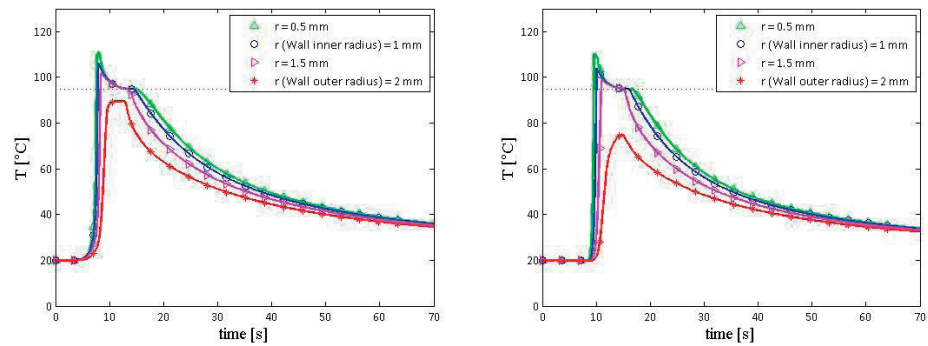 120
100
80
60
40
20
0
T [°C]
r = 0.5 mm
r (Wall inner radius) = 1 mm
r = 1.5 mm
r (Wall outer radius) = 2 mm
0 10 20 30 40 50 60 70
time [s]
120
100
80
60
40
20
0
T [°C]
r = 0.5 mm
r (Wall inner radius) = 1 mm
r = 1.5 mm
r (Wall outer radius) = 2 mm
0 10 20 30 40 50 60 70
time [s]